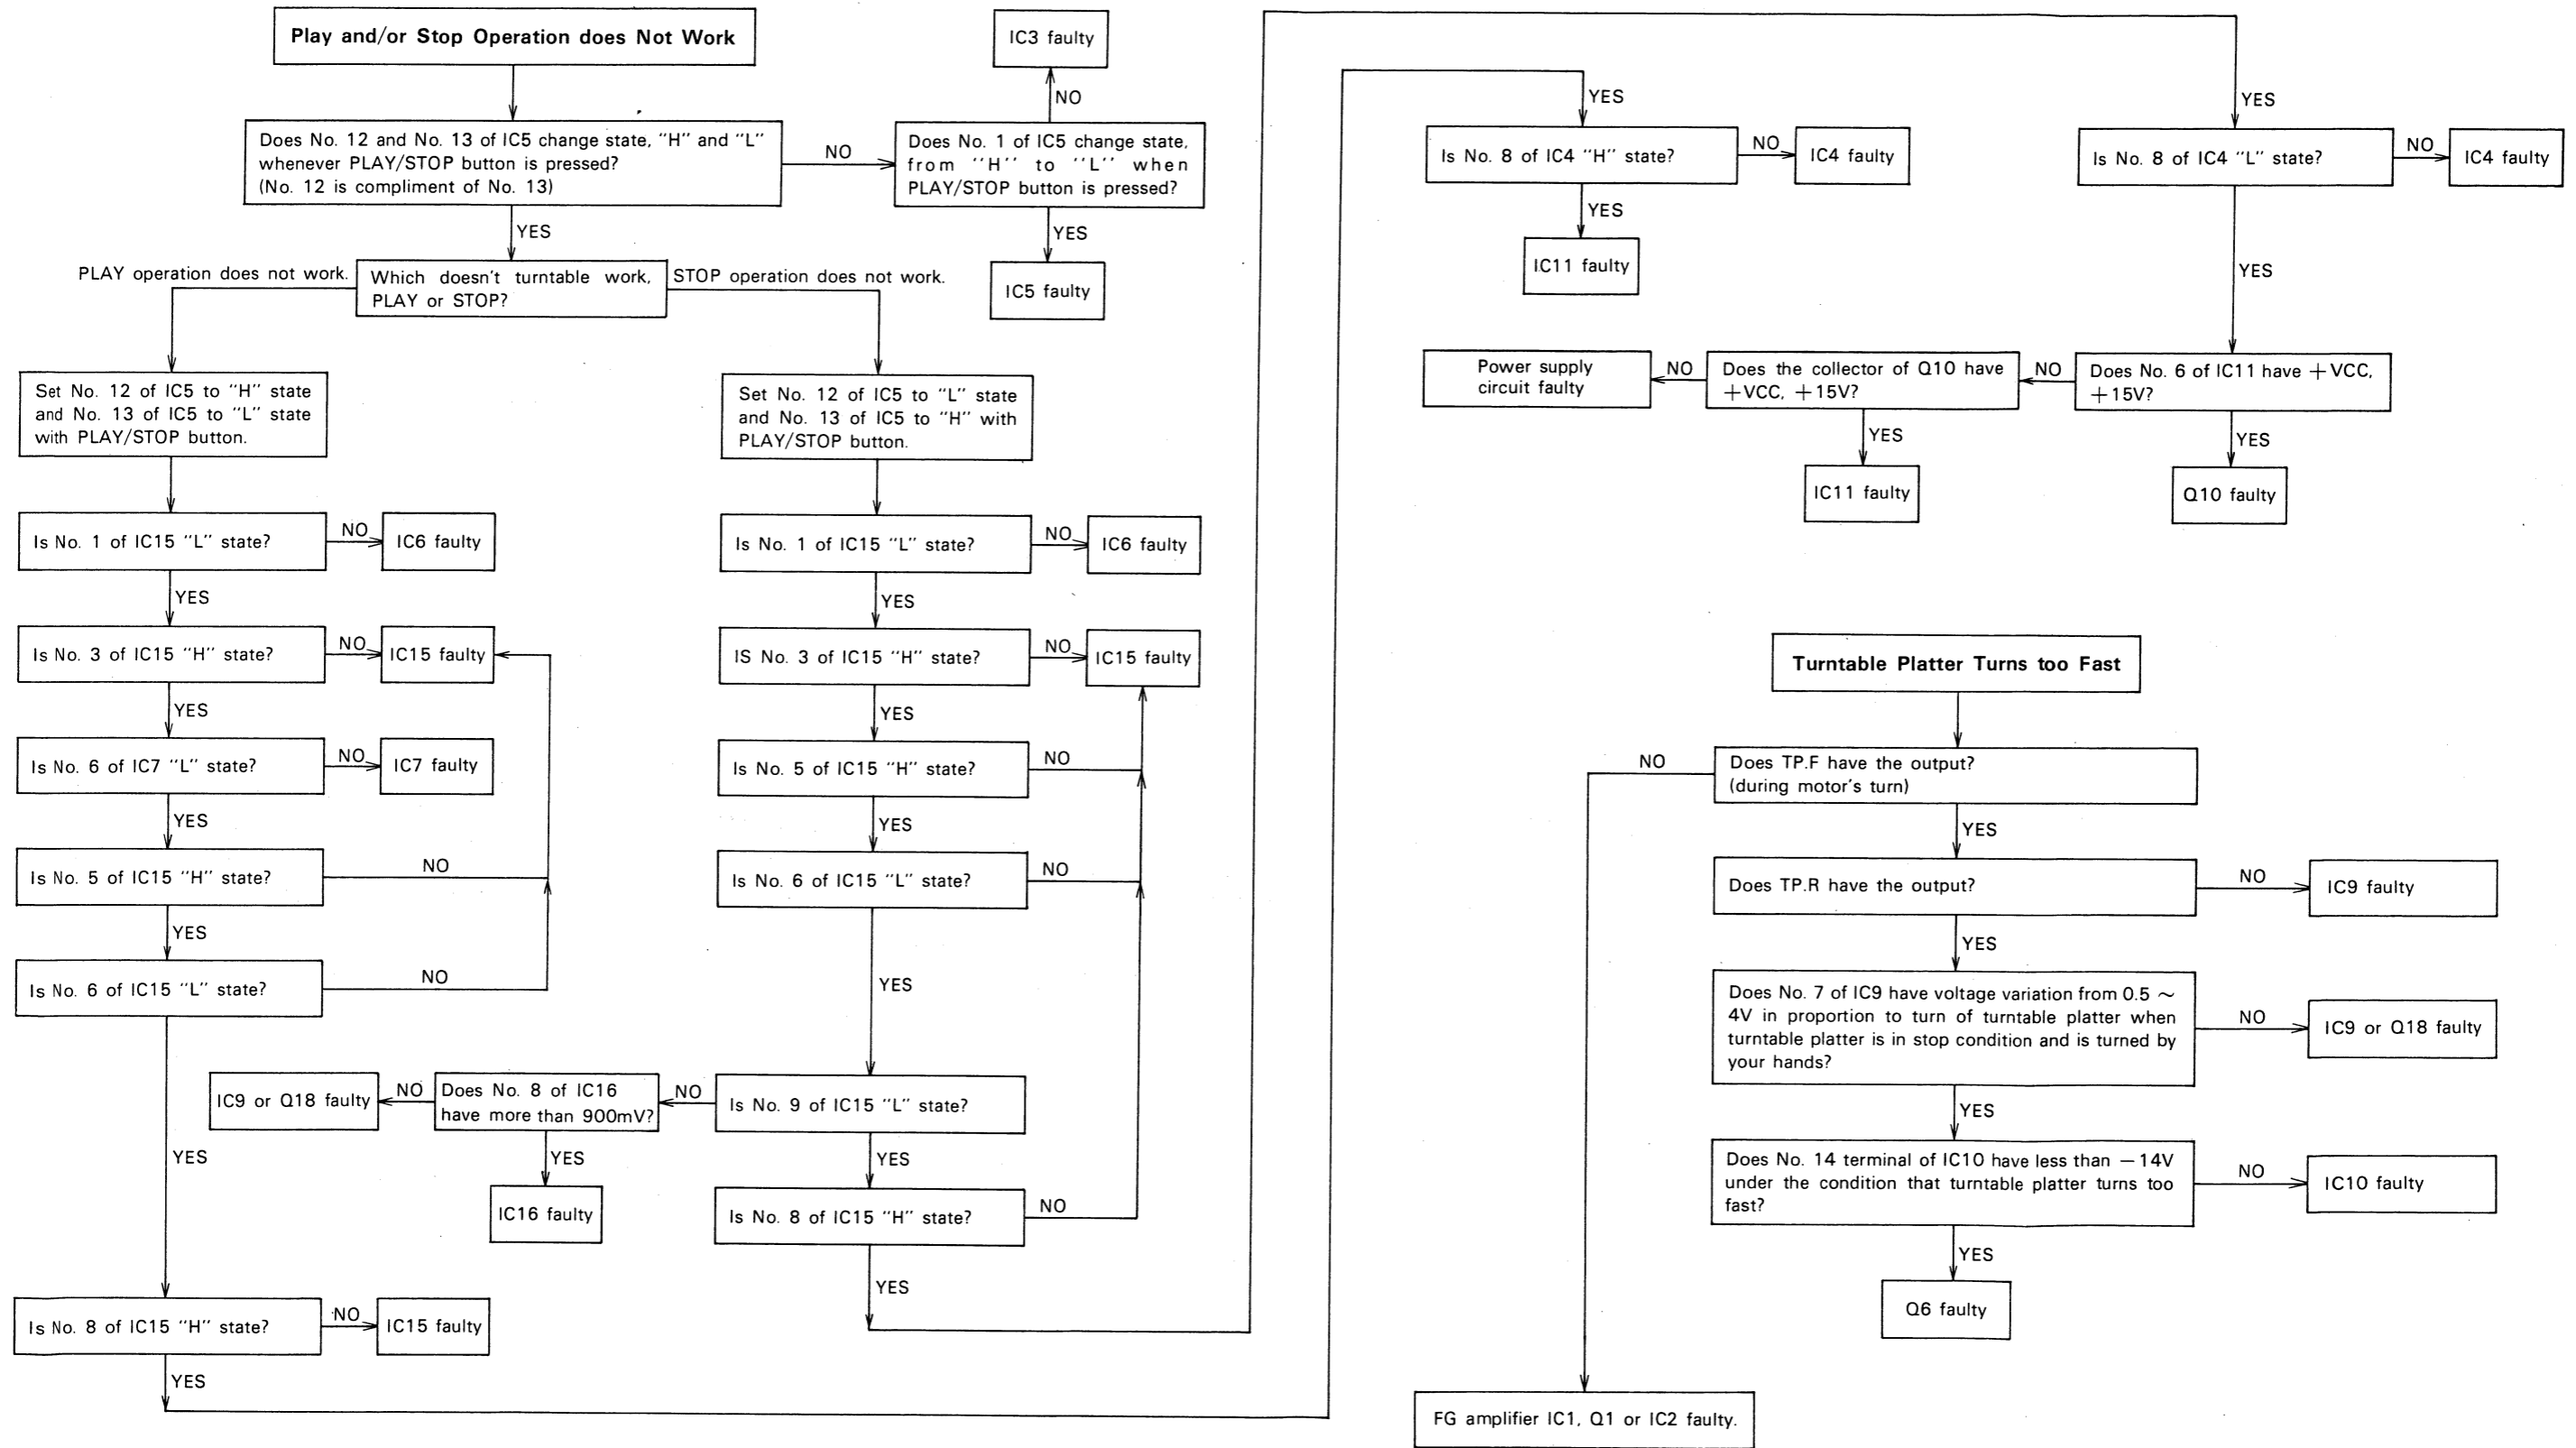 Play and/or Stop Operation does Not Work
Does No. 12 and No. 13 of IC5 change state, "H" and "L"
whenever PLAY/STOP button is pressed?
(No. 12 is compliment of No. 13)
NO
Does No. 1 of IC5 change state,
from "H" to "L" when
PLAY/STOP button is pressed?
NO
IC3 faulty
YES
IC5 faulty
YES
Which doesn't turntable work,
PLAY or STOP?
PLAY operation does not work.
STOP operation does not work.
Set No. 12 of IC5 to "H" state
and No. 13 of IC5 to "L" state
with PLAY/STOP button.
Is No. 1 of IC15 "L" state?
NO
IC6 faulty
YES
Is No. 3 of IC15 "H" state?
NO
IC15 faulty
YES
Is No. 6 of IC7 "L" state?
NO
IC7 faulty
YES
Is No. 5 of IC15 "H" state?
NO
YES
Is No. 6 of IC15 "L" state?
NO
YES
Is No. 8 of IC15 "H" state?
NO
IC15 faulty
YES
Set No. 12 of IC5 to "L" state
and No. 13 of IC5 to "H" with
PLAY/STOP button.
Is No. 1 of IC15 "L" state?
NO
IC6 faulty
YES
IS No. 3 of IC15 "H" state?
NO
IC15 faulty
YES
Is No. 5 of IC15 "H" state?
NO
YES
Is No. 6 of IC15 "L" state?
NO
YES
Is No. 9 of IC15 "L" state?
NO
Does No. 8 of IC16
have more than 900mV?
NO
IC9 or Q18 faulty
YES
IC16 faulty
YES
Is No. 8 of IC15 "H" state?
NO
YES
YES
Is No. 8 of IC4 "H" state?
NO
IC4 faulty
YES
IC11 faulty
YES
Is No. 8 of IC4 "L" state?
NO
IC4 faulty
YES
Does No. 6 of IC11 have +VCC,
+15V?
NO
Does the collector of Q10 have
+VCC, +15V?
NO
Power supply
circuit faulty
YES
IC11 faulty
YES
Q10 faulty
Turntable Platter Turns too Fast
Does TP.F have the output?
(during motor's turn)
NO
YES
Does TP.R have the output?
NO
IC9 faulty
YES
Does No. 7 of IC9 have voltage variation from 0.5 ~
4V in proportion to turn of turntable platter when
turntable platter is in stop condition and is turned by
your hands?
NO
IC9 or Q18 faulty
YES
Does No. 14 terminal of IC10 have less than −14V
under the condition that turntable platter turns too
fast?
NO
IC10 faulty
YES
Q6 faulty
FG amplifier IC1, Q1 or IC2 faulty.